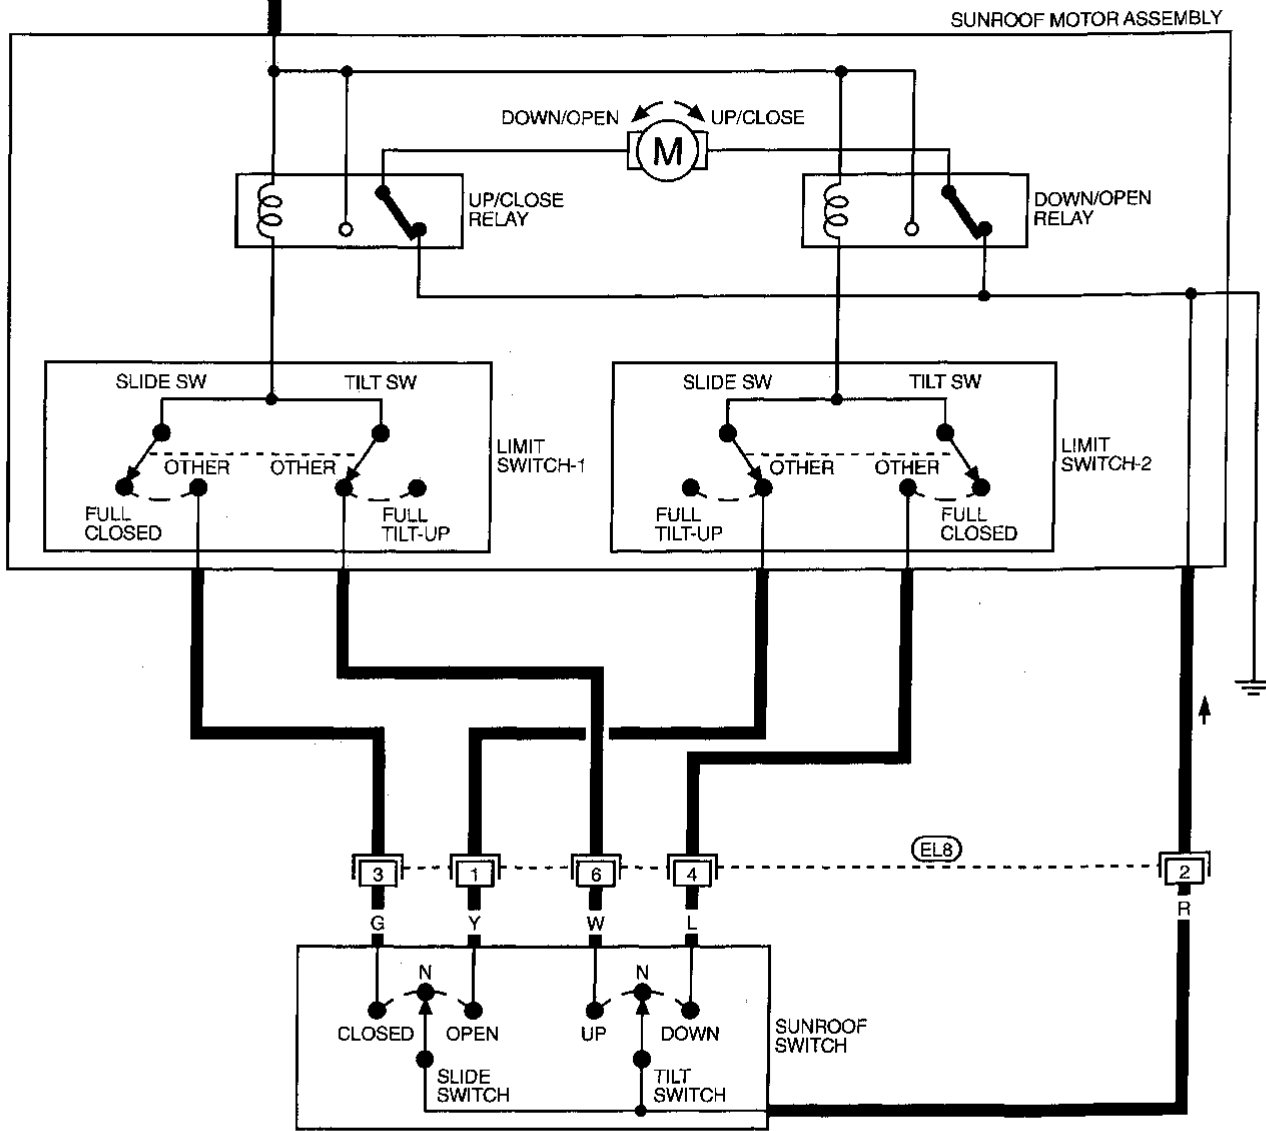 SUNROOF MOTOR ASSEMBLY
DOWN/OPEN
UP/CLOSE
M
UP/CLOSE
RELAY
DOWN/OPEN
RELAY
SLIDE SW
TILT SW
SLIDE SW
TILT SW
LIMIT
SWITCH-1
LIMIT
SWITCH-2
OTHER
OTHER
OTHER
OTHER
FULL
CLOSED
FULL
TILT-UP
FULL
TILT-UP
FULL
CLOSED
EL8
3
1
6
4
2
G
Y
W
L
R
N
N
CLOSED
OPEN
UP
DOWN
SUNROOF
SWITCH
SLIDE
SWITCH
TILT
SWITCH